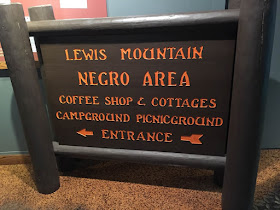 LEWIS MOUNTAIN
NEGRO AREA
COFFEE SHOP & COTTAGES
CAMPGROUND PICNICGROUND
ENTRANCE